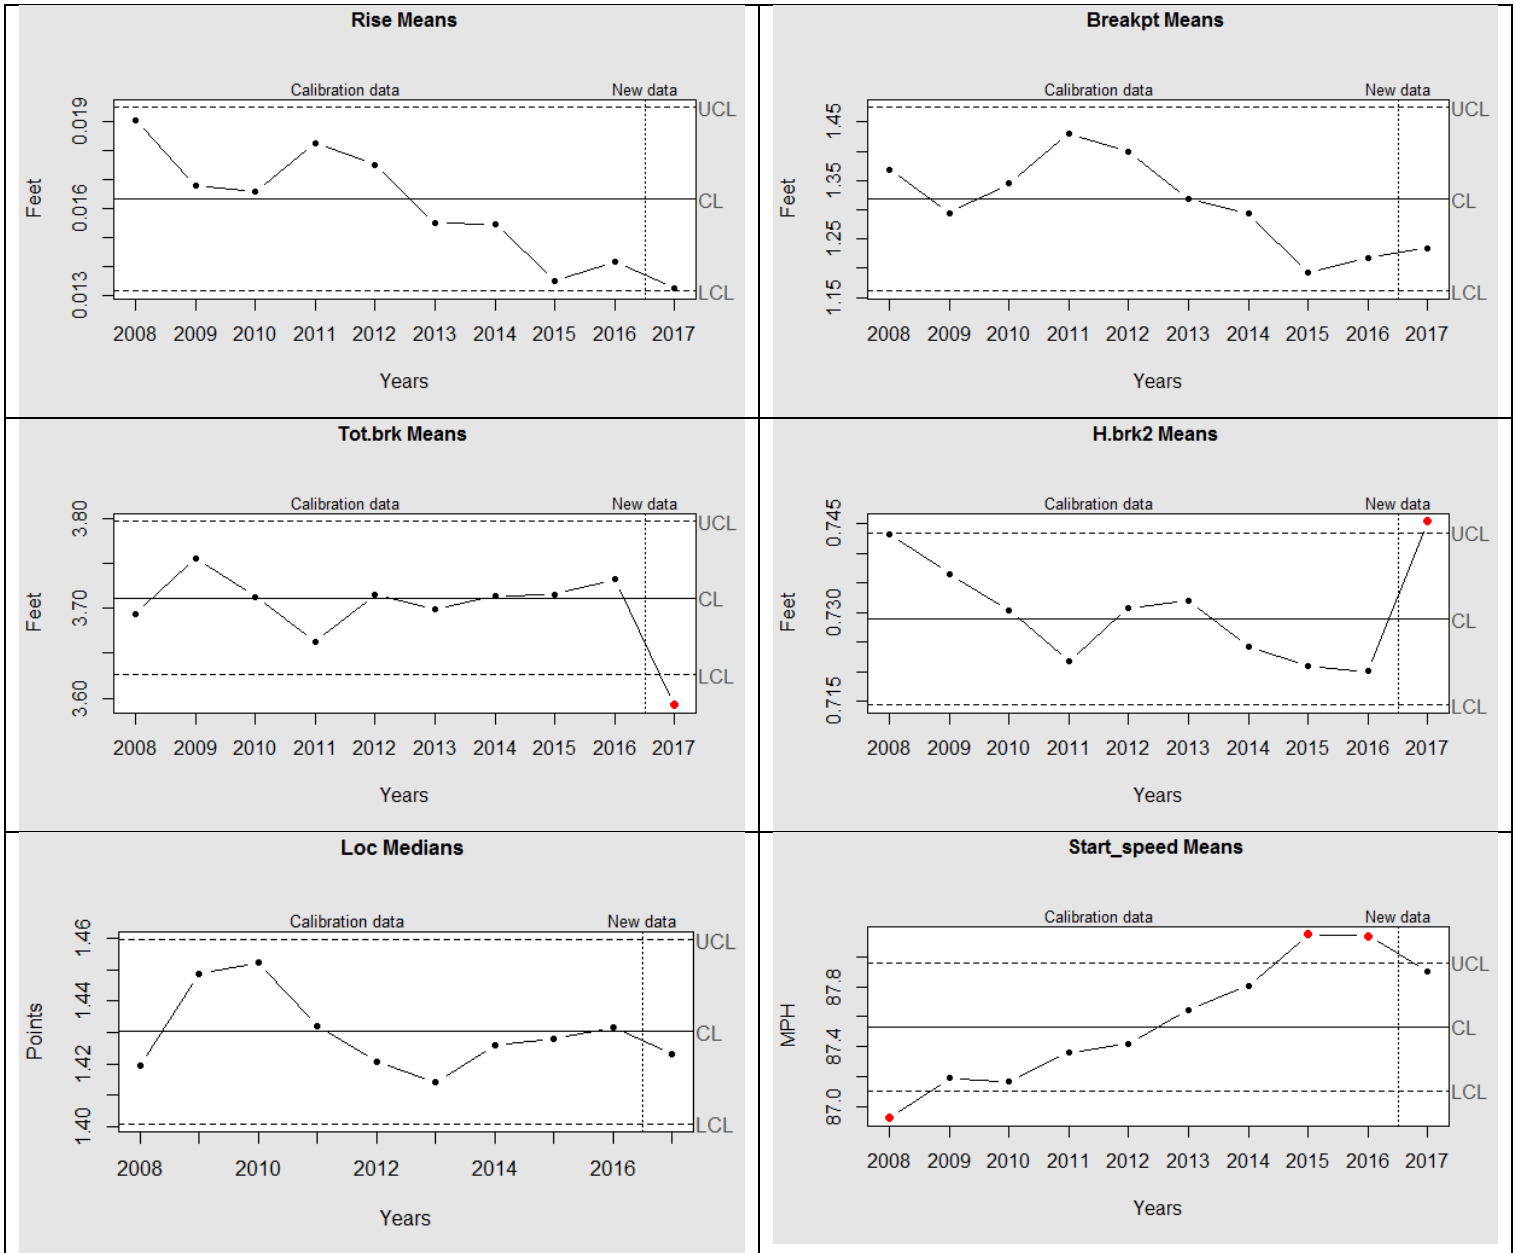 Rise Means
Calibration data New data
0.019
0.016
0.013
Feet
UCL
CL
LCL
2008 2009 2010 2011 2012 2013 2014 2015 2016 2017
Years
Breakpt Means
Calibration data New data
1.45
1.35
1.25
1.15
Feet
UCL
CL
LCL
2008 2009 2010 2011 2012 2013 2014 2015 2016 2017
Years
Tot.brk Means
Calibration data New data
3.80
3.70
3.60
Feet
UCL
CL
LCL
2008 2009 2010 2011 2012 2013 2014 2015 2016 2017
Years
H.brk2 Means
Calibration data New data
0.745
0.730
0.715
Feet
UCL
CL
LCL
2008 2009 2010 2011 2012 2013 2014 2015 2016 2017
Years
Loc Medians
Calibration data New data
1.46
1.44
1.42
1.40
Points
UCL
CL
LCL
2008 2010 2012 2014 2016
Years
Start_speed Means
Calibration data New data
87.8
87.4
87.0
MPH
UCL
CL
LCL
2008 2009 2010 2011 2012 2013 2014 2015 2016 2017
Years